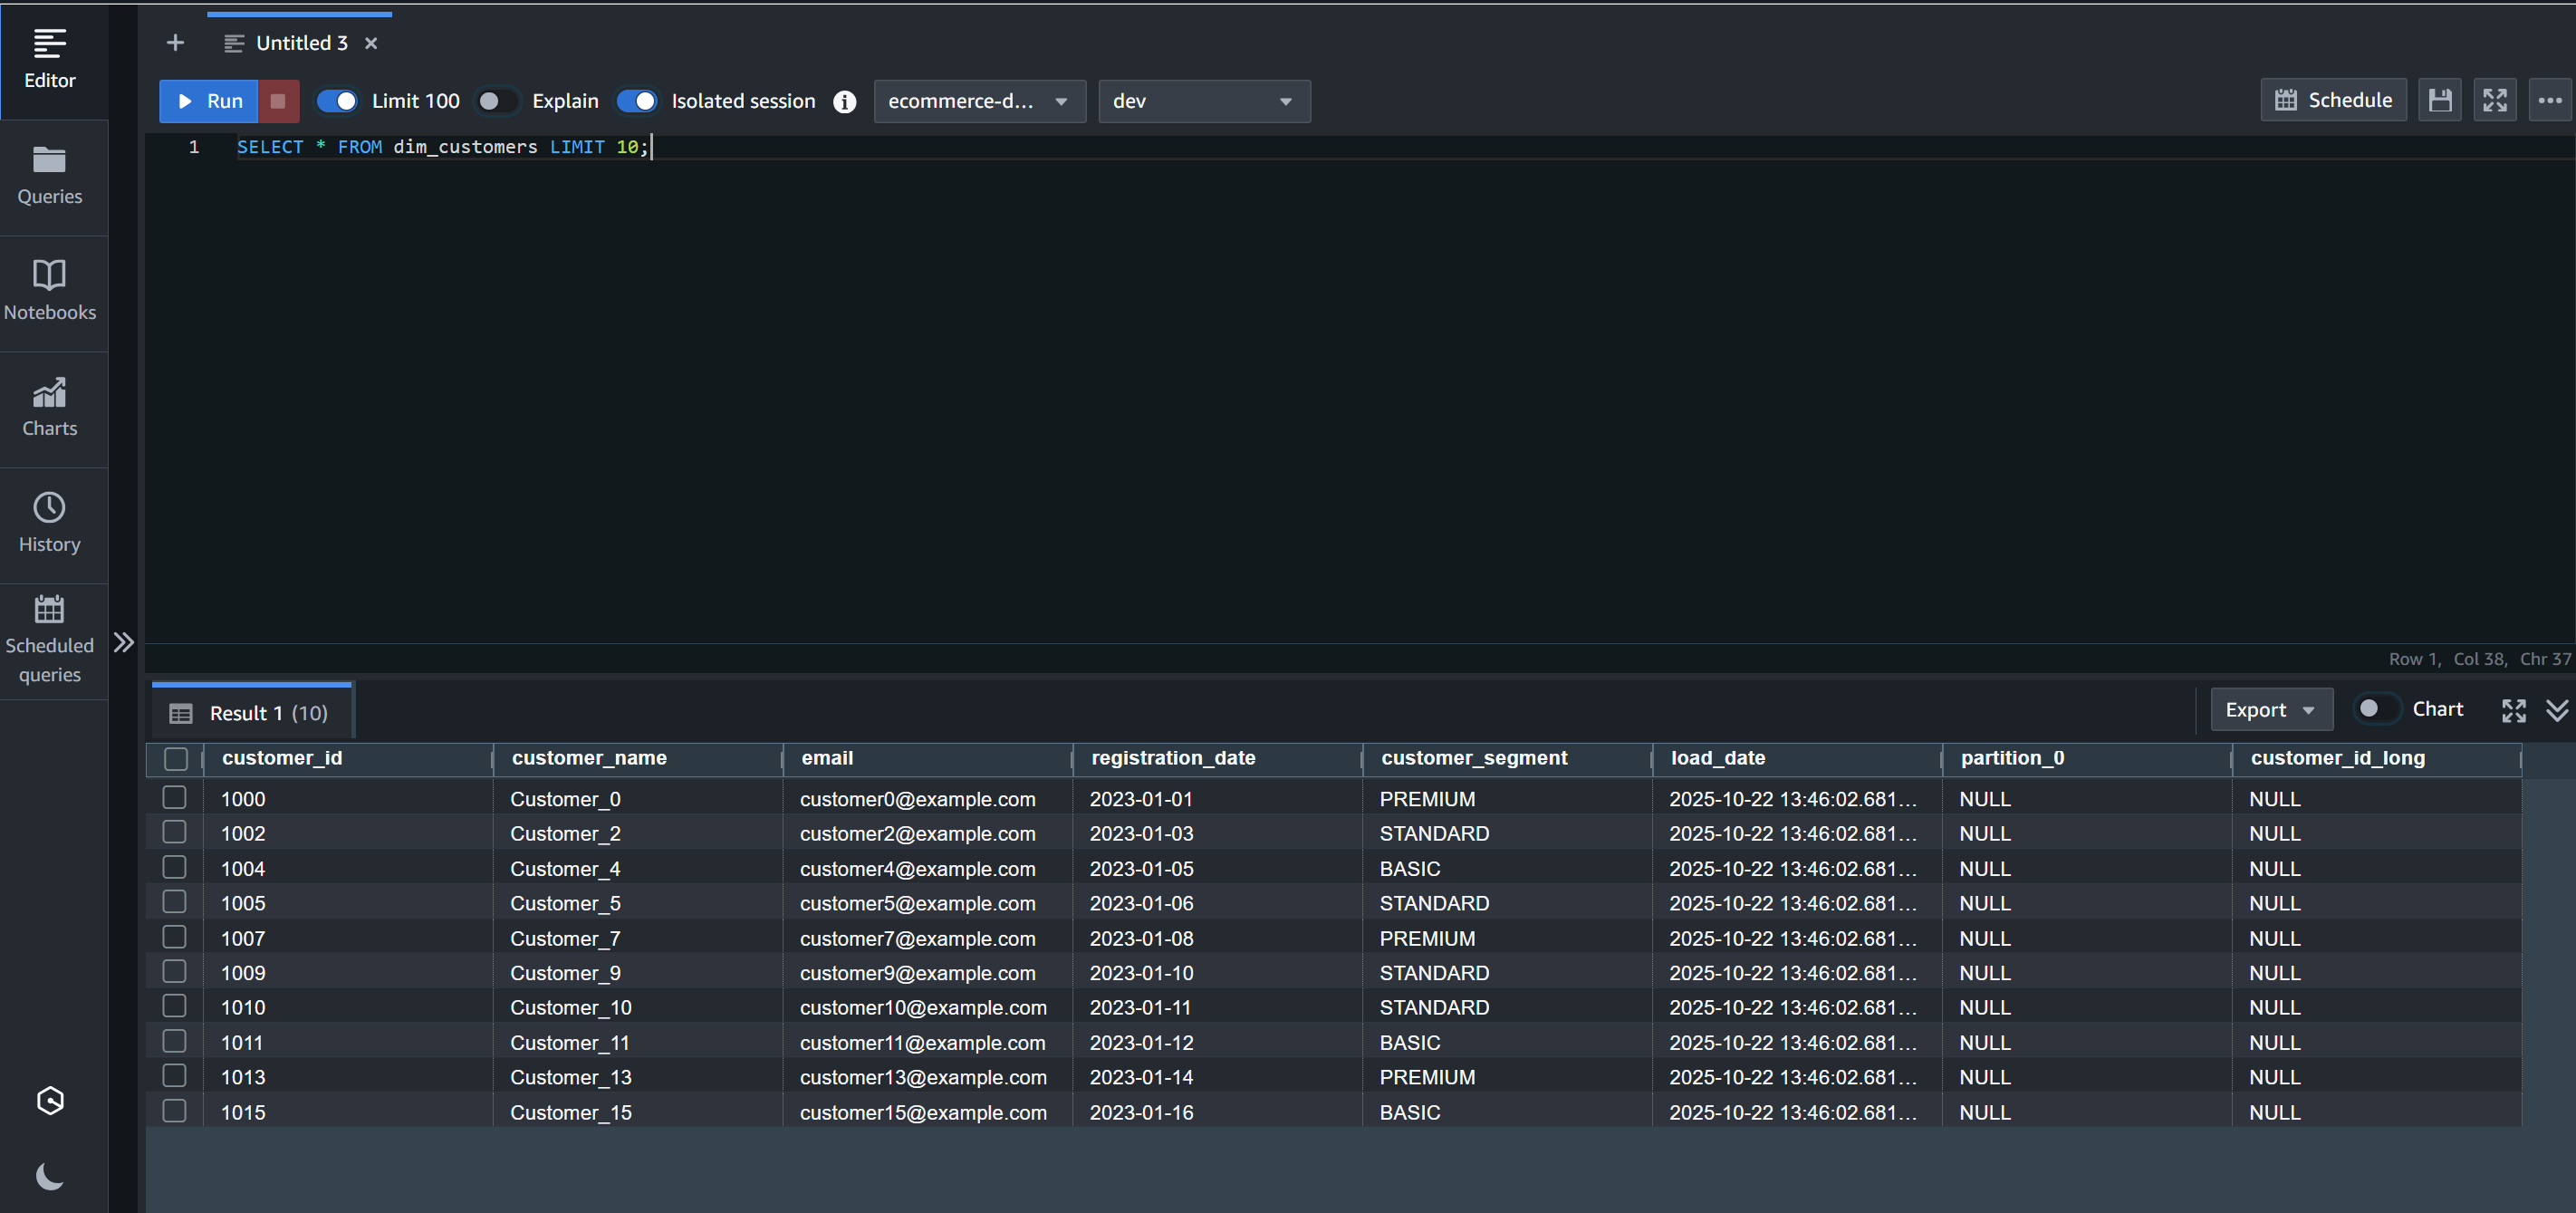 Editor
Queries
Notebooks
Charts
History
Scheduled
queries
Untitled 3
Run Limit 100 Explain Isolated session ecommerce-d... dev Schedule
1 SELECT * FROM dim_customers LIMIT 10;
Row 1, Col 38, Chr 37
Result 1 (10) Export Chart
customer_id customer_name email registration_date customer_segment load_date partition_0 customer_id_long
1000 Customer_0 customer0@example.com 2023-01-01 PREMIUM 2025-10-22 13:46:02.681... NULL NULL
1002 Customer_2 customer2@example.com 2023-01-03 STANDARD 2025-10-22 13:46:02.681... NULL NULL
1004 Customer_4 customer4@example.com 2023-01-05 BASIC 2025-10-22 13:46:02.681... NULL NULL
1005 Customer_5 customer5@example.com 2023-01-06 STANDARD 2025-10-22 13:46:02.681... NULL NULL
1007 Customer_7 customer7@example.com 2023-01-08 PREMIUM 2025-10-22 13:46:02.681... NULL NULL
1009 Customer_9 customer9@example.com 2023-01-10 STANDARD 2025-10-22 13:46:02.681... NULL NULL
1010 Customer_10 customer10@example.com 2023-01-11 STANDARD 2025-10-22 13:46:02.681... NULL NULL
1011 Customer_11 customer11@example.com 2023-01-12 BASIC 2025-10-22 13:46:02.681... NULL NULL
1013 Customer_13 customer13@example.com 2023-01-14 PREMIUM 2025-10-22 13:46:02.681... NULL NULL
1015 Customer_15 customer15@example.com 2023-01-16 BASIC 2025-10-22 13:46:02.681... NULL NULL